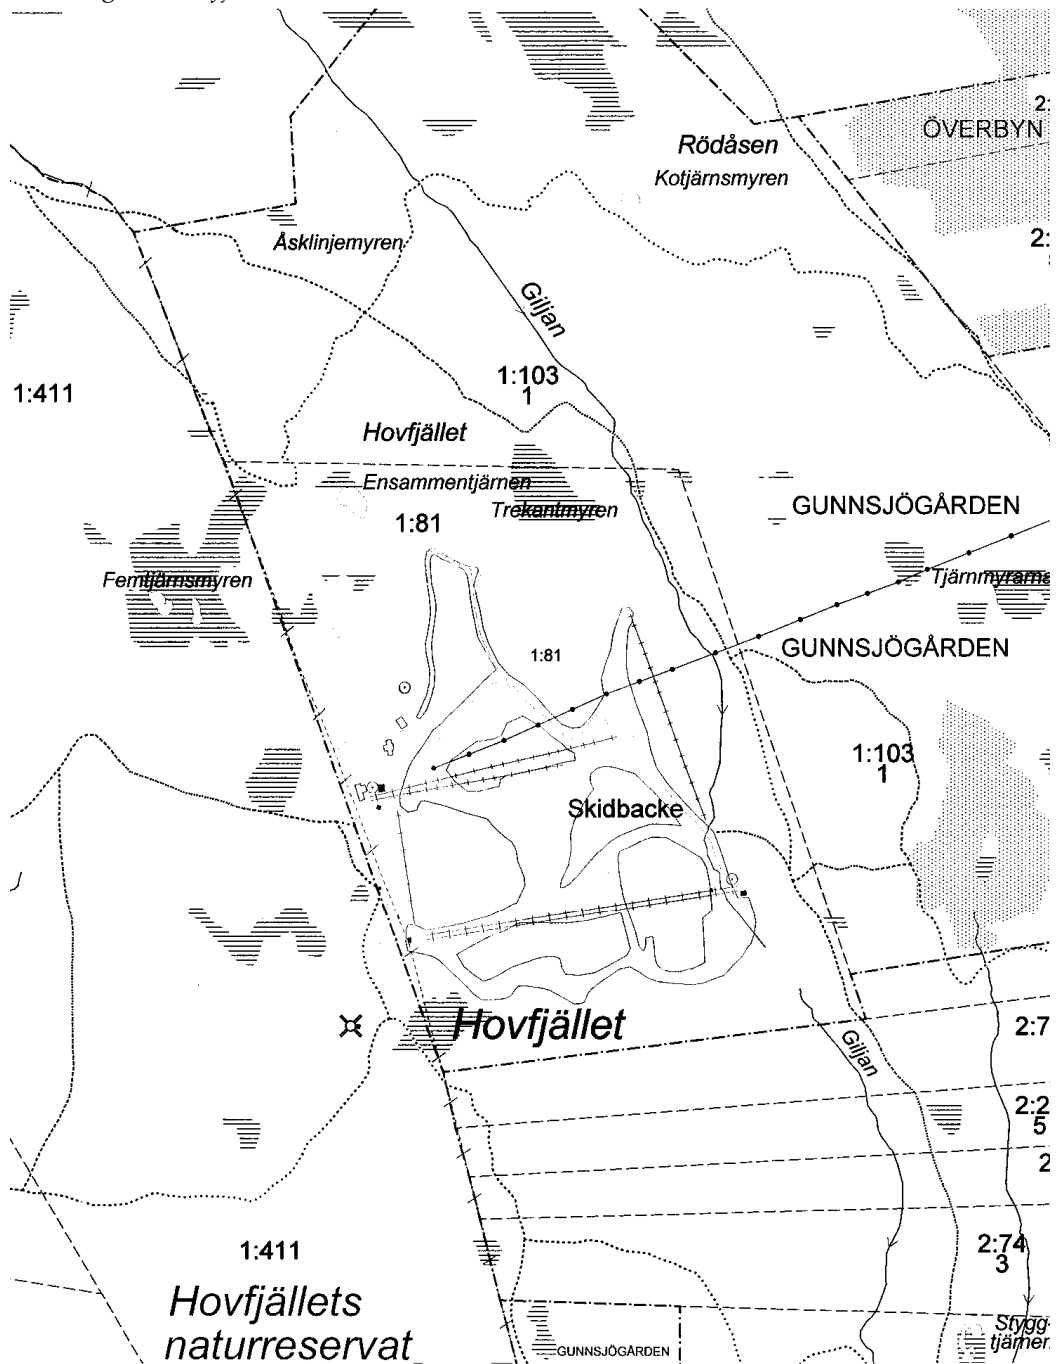 2:
ÖVERBYN
Rödåsen
Kotjärnsmyren
2:
Åsklinjemyren
Giljan
1:103
1
1:411
Hovfjället
Ensammentjärnen
Trekantmyren
GUNNSJÖGÅRDEN
1:81
Femtjärnsmyren
Tjärnmyrarna
1:81
GUNNSJÖGÅRDEN
1:103
1
Skidbacke
Hovfjället
2:7
Giljan
2:2
5
2
1:411
2:74
3
Hovfjällets
naturreservat
Stygg-
tjärnen
GUNNSJÖGÅRDEN